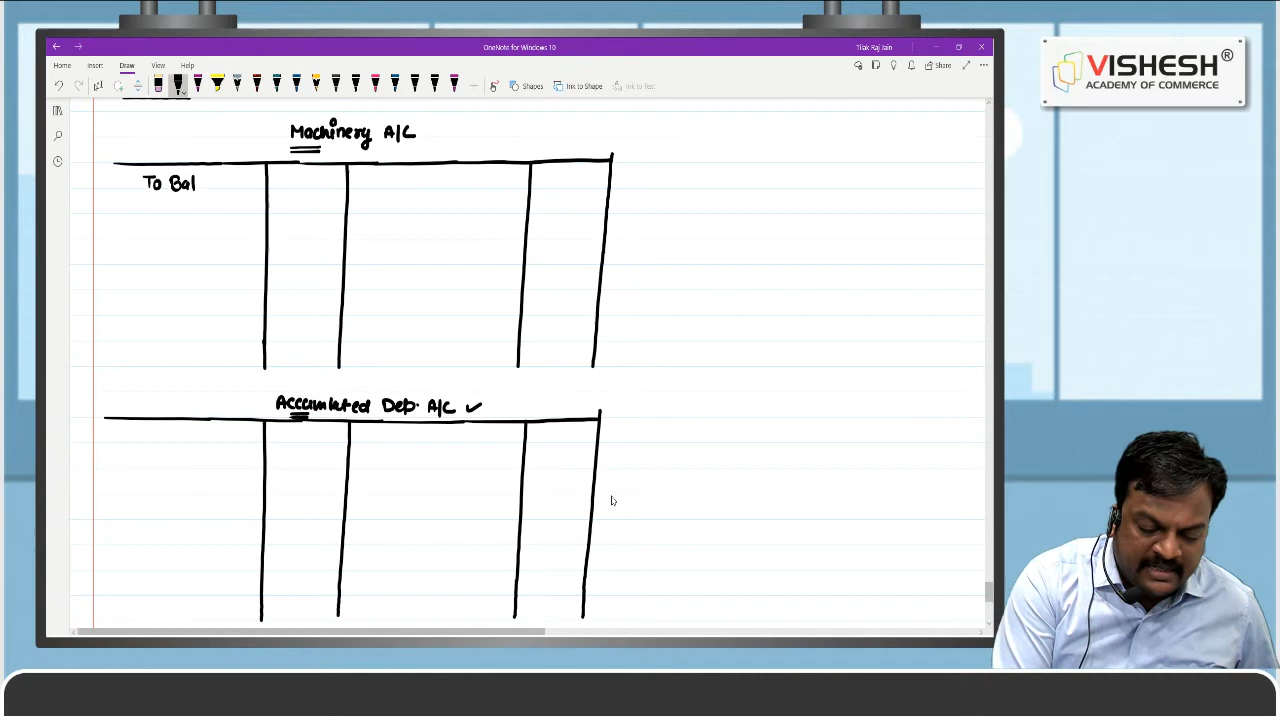 OneNote for Windows 10
Tilak Raj Jain
Home Insert Draw View Help
Share
Shapes
Ink to Shape
Ink to Text
VISHESH®
ACADEMY OF COMMERCE
Machinery A/C
To Bal
Accumlated Dep. A/C ✓